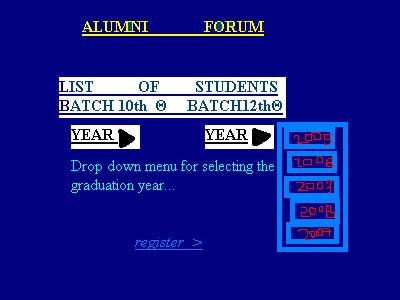 ALUMNI FORUM
LIST OF STUDENTS
BATCH 10th Θ BATCH12thΘ
YEAR YEAR
2005
Drop down menu for selecting the
graduation year...
2006
2007
2008
2009
register >